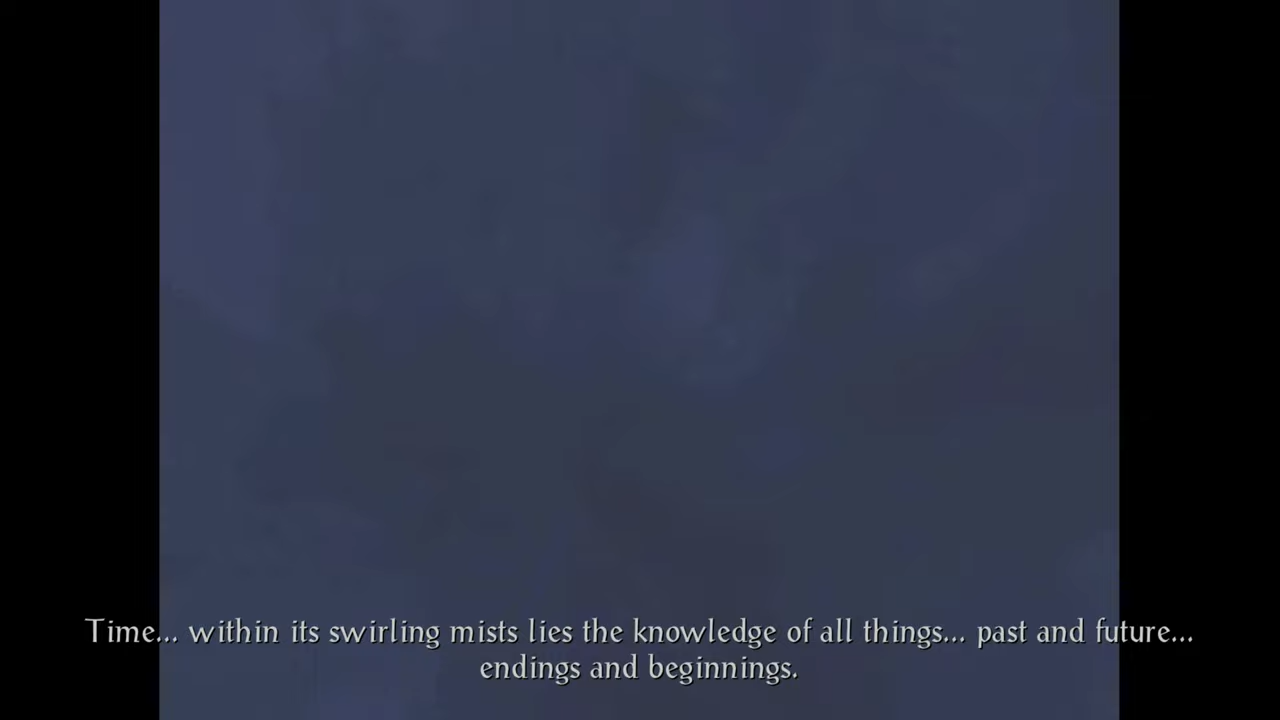 Time... within its swirling mists lies the knowledge of all things... past and future...
endings and beginnings.